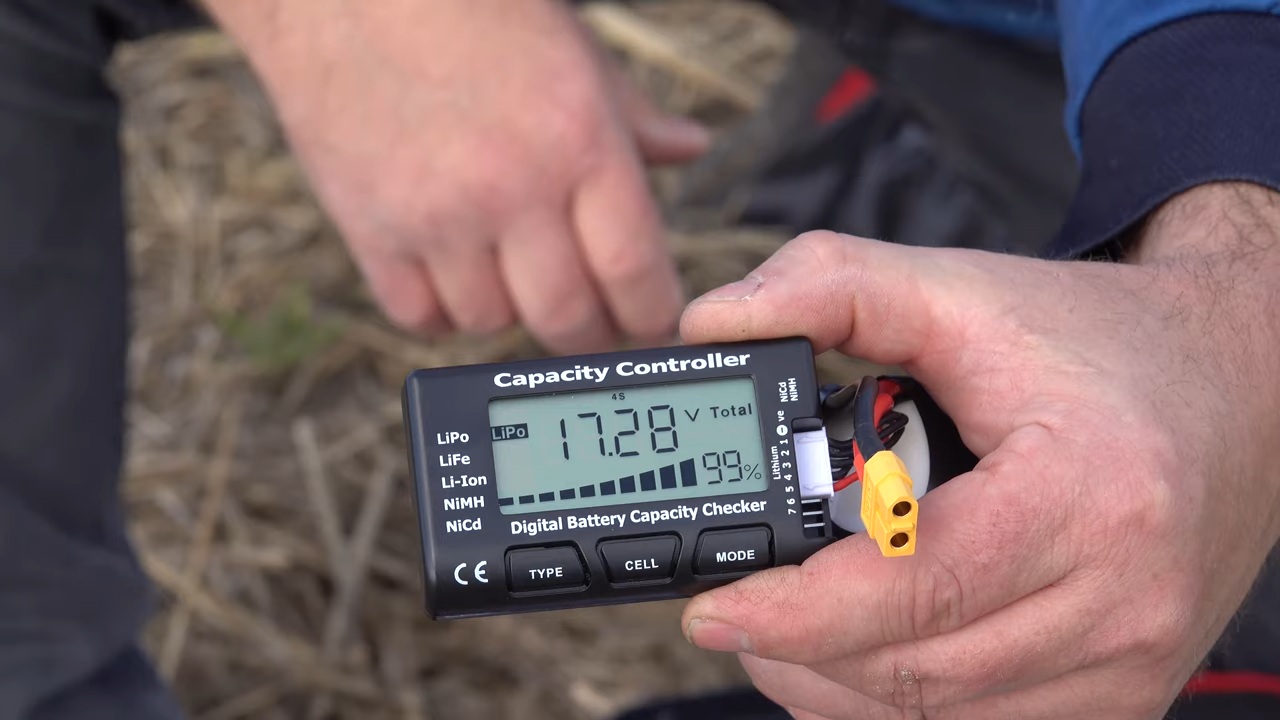 Capacity Controller
4S
LiPo
17.28 V Total
99%
LiPo
LiFe
Li-Ion
NiMH
NiCd
Digital Battery Capacity Checker
CE
TYPE
CELL
MODE
NiCd
NiMH
Lithium
7 6 5 4 3 2 1 ve